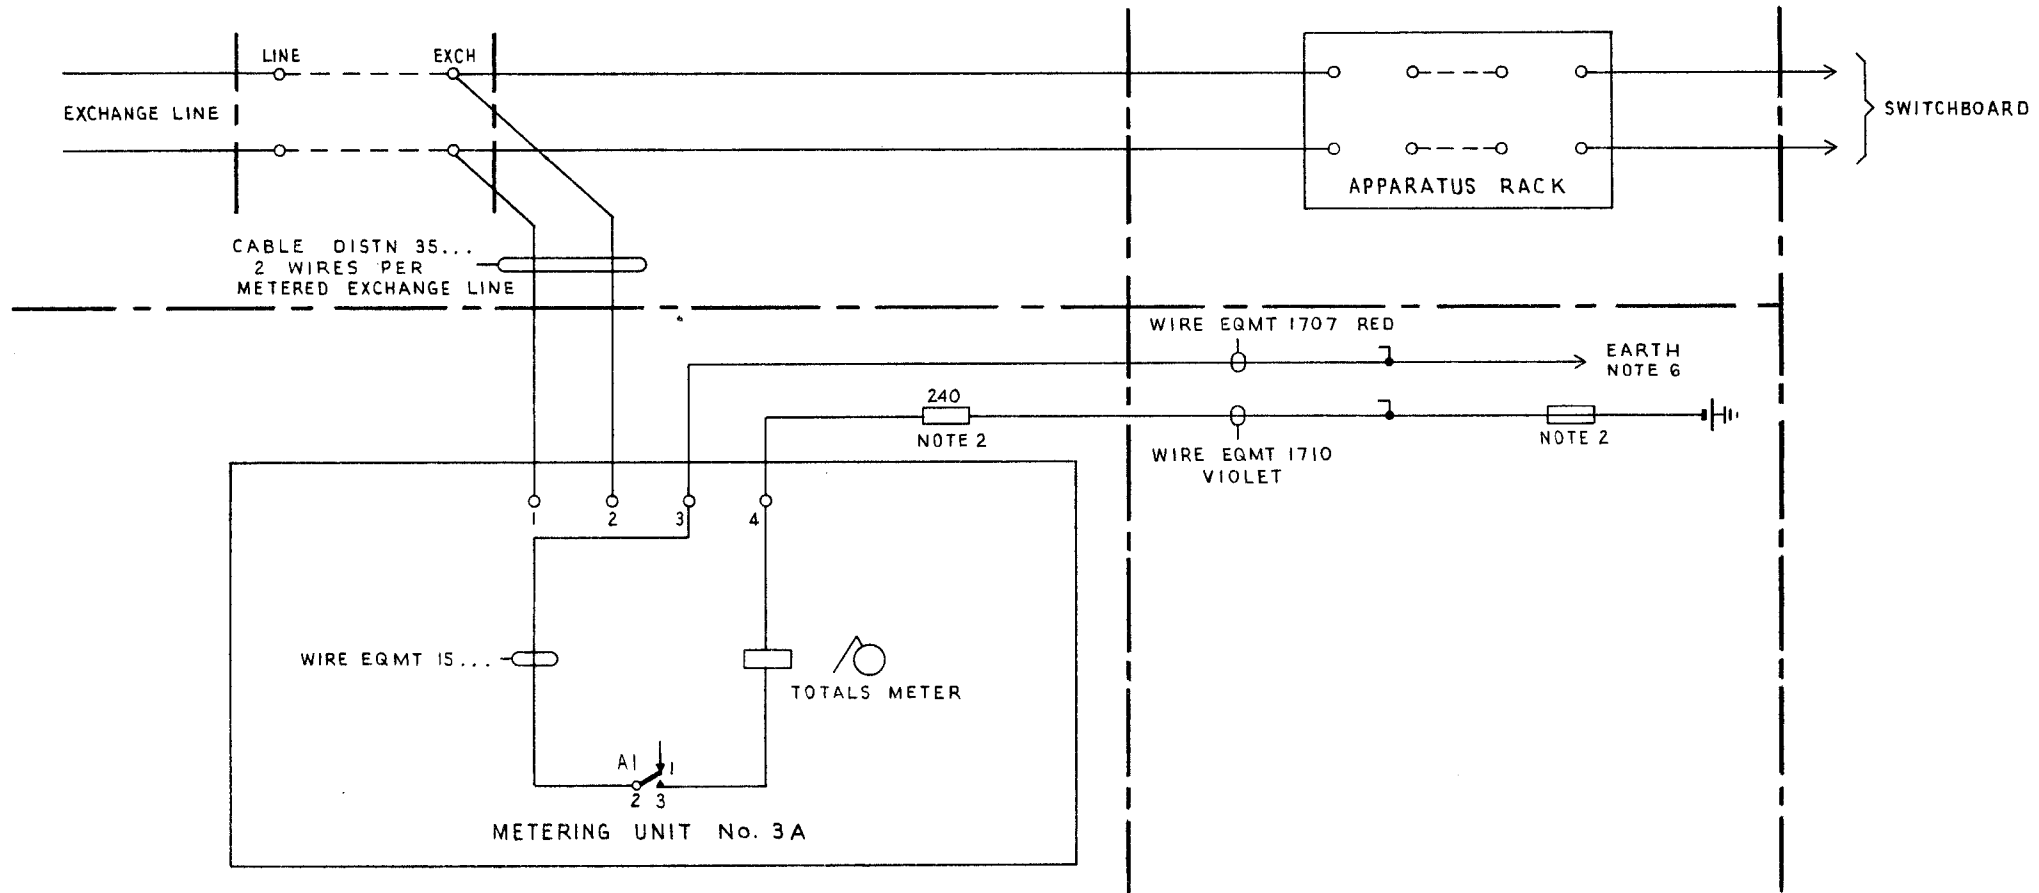 LINE
EXCH
EXCHANGE LINE
SWITCHBOARD
APPARATUS RACK
CABLE DISTN 35...
2 WIRES PER
METERED EXCHANGE LINE
WIRE EQMT 1707 RED
EARTH
NOTE 6
240
NOTE 2
NOTE 2
WIRE EQMT 1710
VIOLET
1
2
3
4
WIRE EQMT 15...
TOTALS METER
A1
1
2
3
METERING UNIT No. 3A